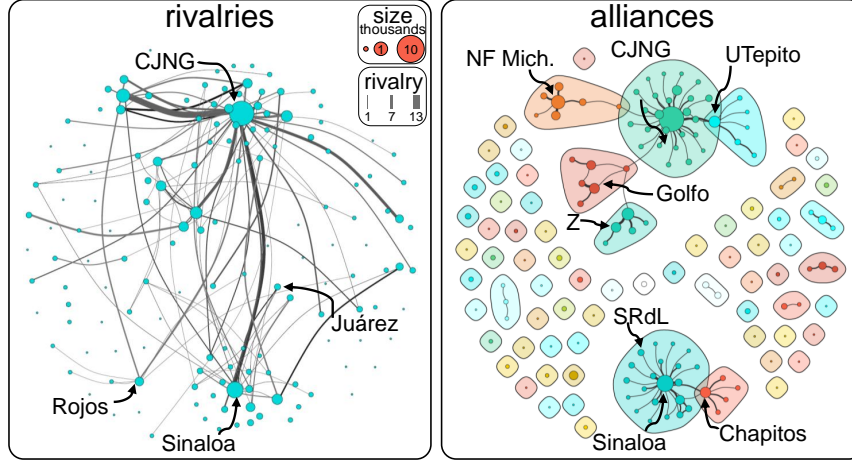 rivalries
size
thousands
1 10
rivalry
1 7 13
CJNG
Juárez
Rojos
Sinaloa
alliances
NF Mich.
CJNG
UTepito
Golfo
Z
SRdL
Sinaloa
Chapitos